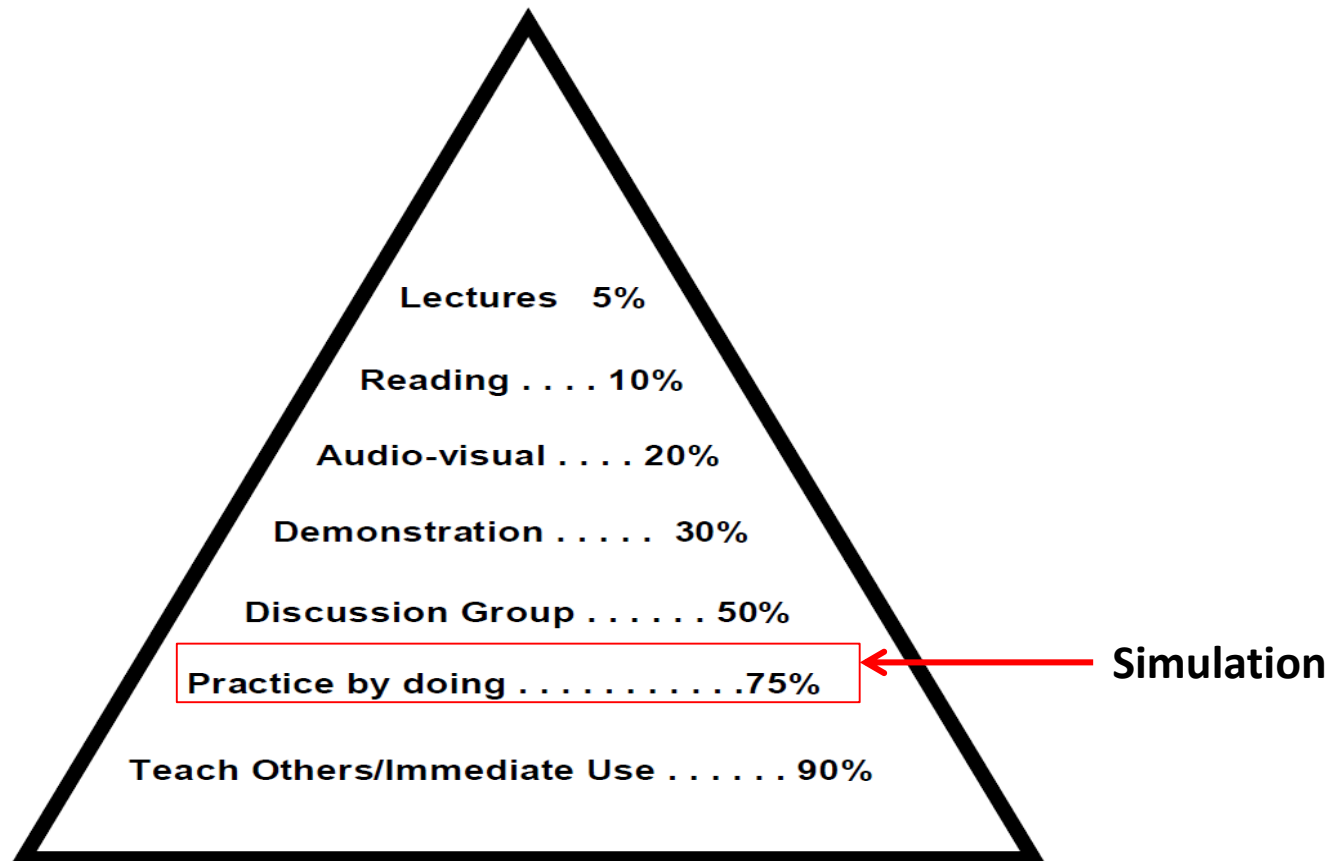 Lectures 5%
Reading . . . . 10%
Audio-visual . . . . 20%
Demonstration . . . . . 30%
Discussion Group . . . . . . 50%
Practice by doing . . . . . . . . . . .75%
Simulation
Teach Others/Immediate Use . . . . . . 90%